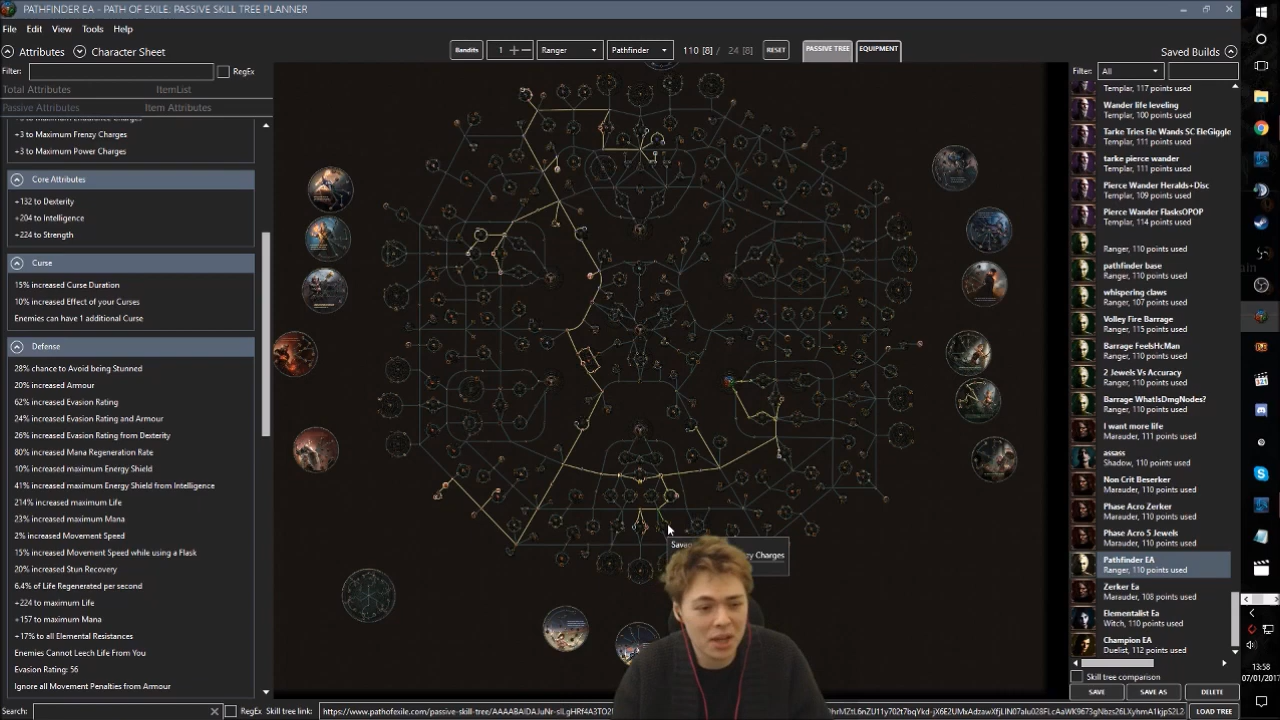 PATHFINDER EA - PATH OF EXILE: PASSIVE SKILL TREE PLANNER
File Edit View Tools Help
Attributes Character Sheet
Bandits 1 Ranger Pathfinder 110 [8] / 24 [8] RESET PASSIVE TREE EQUIPMENT
Saved Builds
Filter: RegEx
Filter: All
Total Attributes ItemList
Passive Attributes Item Attributes
+3 to Maximum Frenzy Charges
+3 to Maximum Power Charges
Core Attributes
+132 to Dexterity
+204 to Intelligence
+224 to Strength
Curse
15% increased Curse Duration
10% increased Effect of your Curses
Enemies can have 1 additional Curse
Defense
28% chance to Avoid being Stunned
20% increased Armour
62% increased Evasion Rating
24% increased Evasion Rating and Armour
26% increased Evasion Rating from Dexterity
80% increased Mana Regeneration Rate
10% increased maximum Energy Shield
41% increased maximum Energy Shield from Intelligence
214% increased maximum Life
23% increased maximum Mana
2% increased Movement Speed
15% increased Movement Speed while using a Flask
20% increased Stun Recovery
6.4% of Life Regenerated per second
+224 to maximum Life
+157 to maximum Mana
+17% to all Elemental Resistances
Enemies Cannot Leech Life From You
Evasion Rating: 56
Ignore all Movement Penalties from Armour
Charges
Templar, 117 points used
Wander life leveling
Templar, 100 points used
Tarke Tries Ele Wands SC EleGiggle
Templar, 111 points used
tarke pierce wander
Templar, 111 points used
Pierce Wander Heralds+Disc
Templar, 109 points used
Pierce Wander FlasksOPOP
Templar, 114 points used
Ranger, 110 points used
pathfinder base
Ranger, 110 points used
whispering claws
Ranger, 107 points used
Volley Fire Barrage
Ranger, 115 points used
Barrage FeelsHcMan
Ranger, 110 points used
2 Jewels Vs Accuracy
Ranger, 110 points used
Barrage WhatIsDmgNodes?
Ranger, 110 points used
I want more life
Marauder, 111 points used
assass
Shadow, 110 points used
Non Crit Beserker
Marauder, 110 points used
Phase Acro Zerker
Marauder, 110 points used
Phase Acro 5 Jewels
Marauder, 110 points used
Pathfinder EA
Ranger, 110 points used
Zerker Ea
Marauder, 108 points used
Elementalist Ea
Witch, 110 points used
Champion EA
Duelist, 112 points used
Skill tree comparison
SAVE SAVE AS DELETE
Search: RegEx Skill tree link: LOAD TREE
13:58
07/01/2017